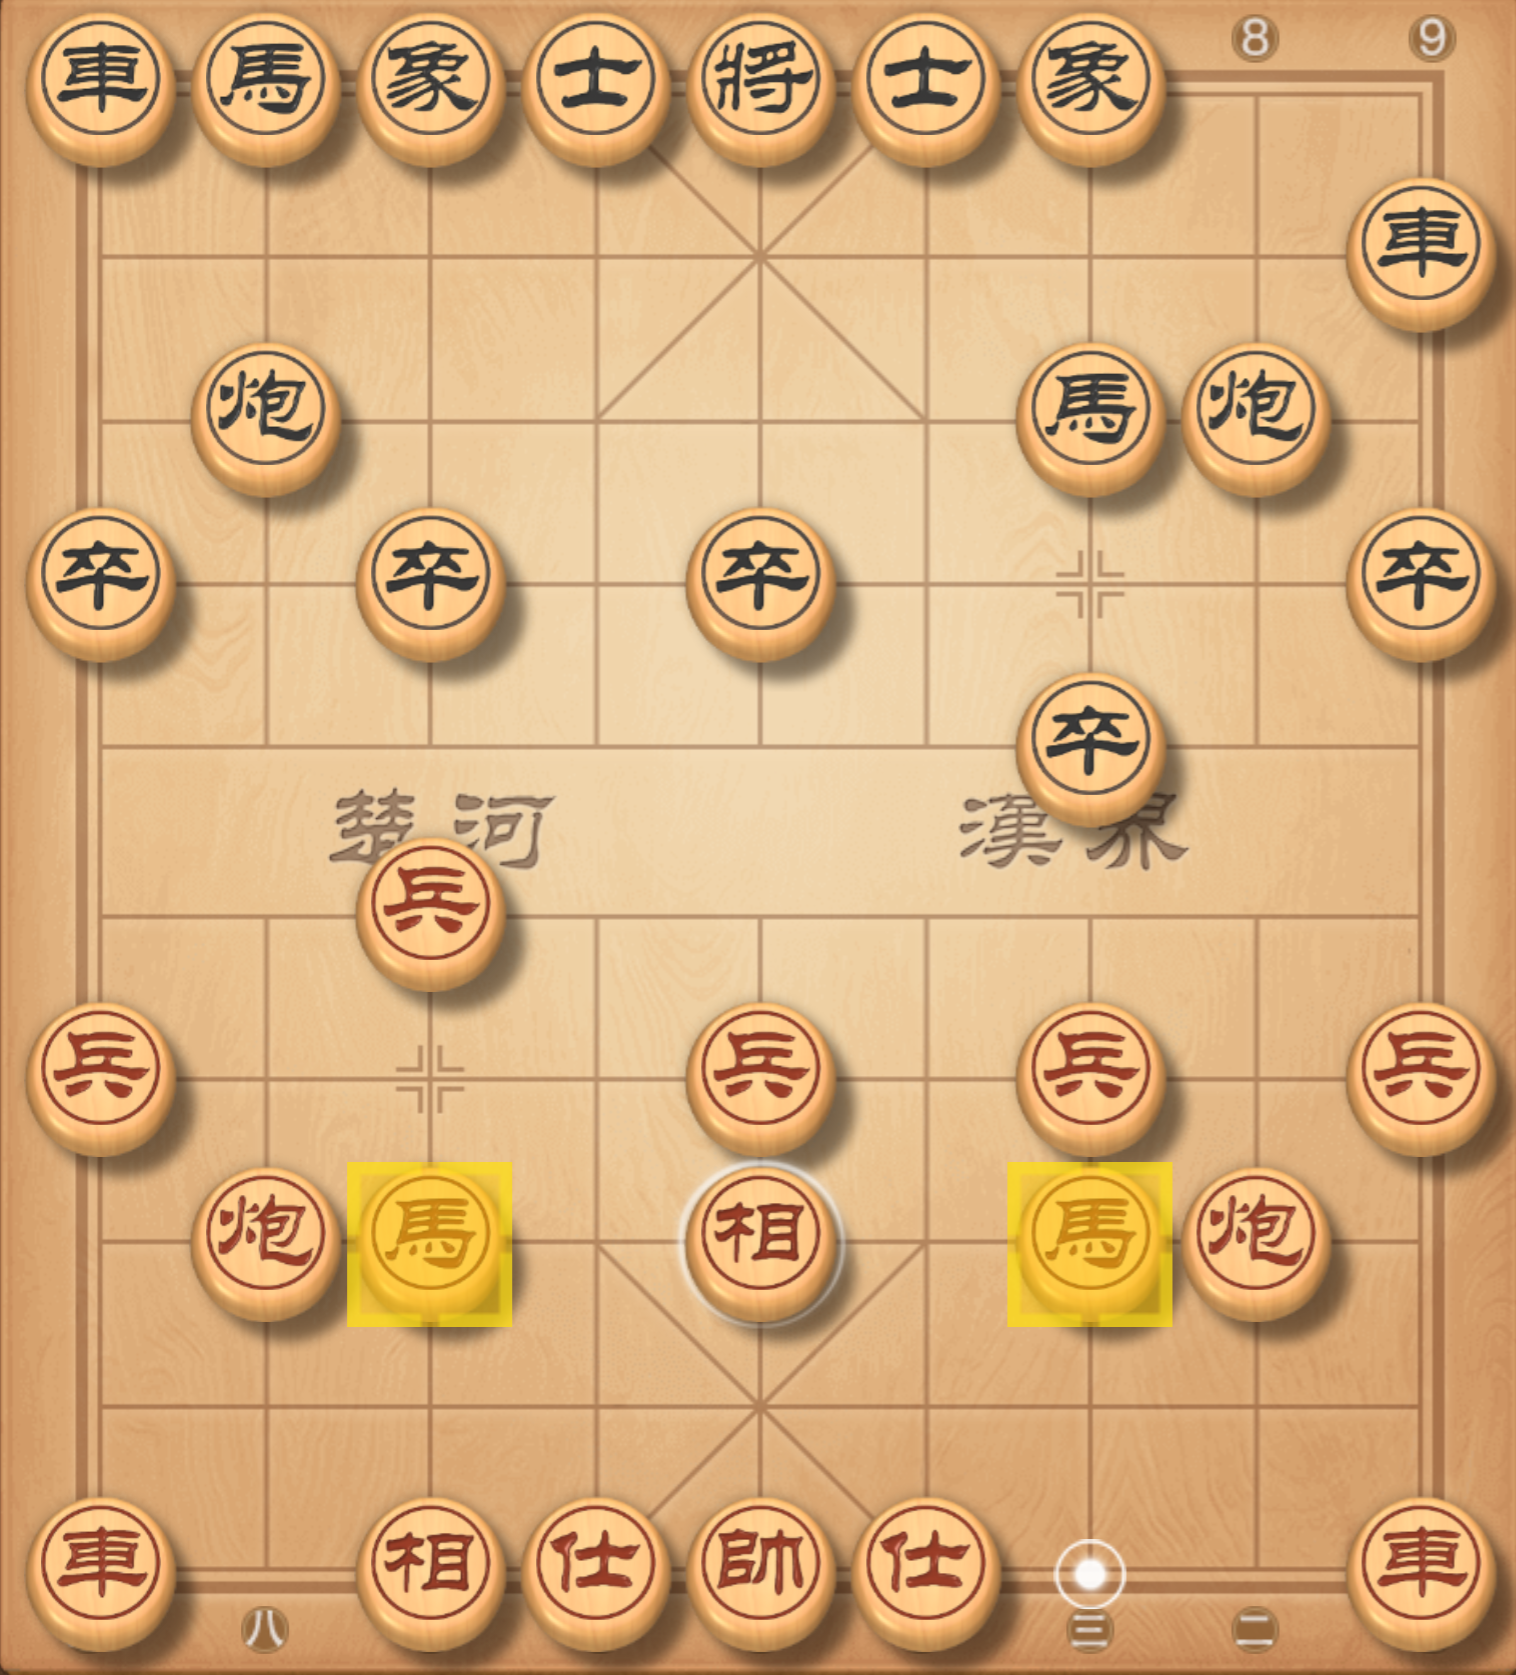 車馬象士將士象 8 9
車
炮 馬 炮
卒 卒 卒 卒
卒
楚河 漢界
兵
兵 兵 兵 兵
炮 馬 相 馬 炮
車 相 仕 帥 仕 車
八 三 二